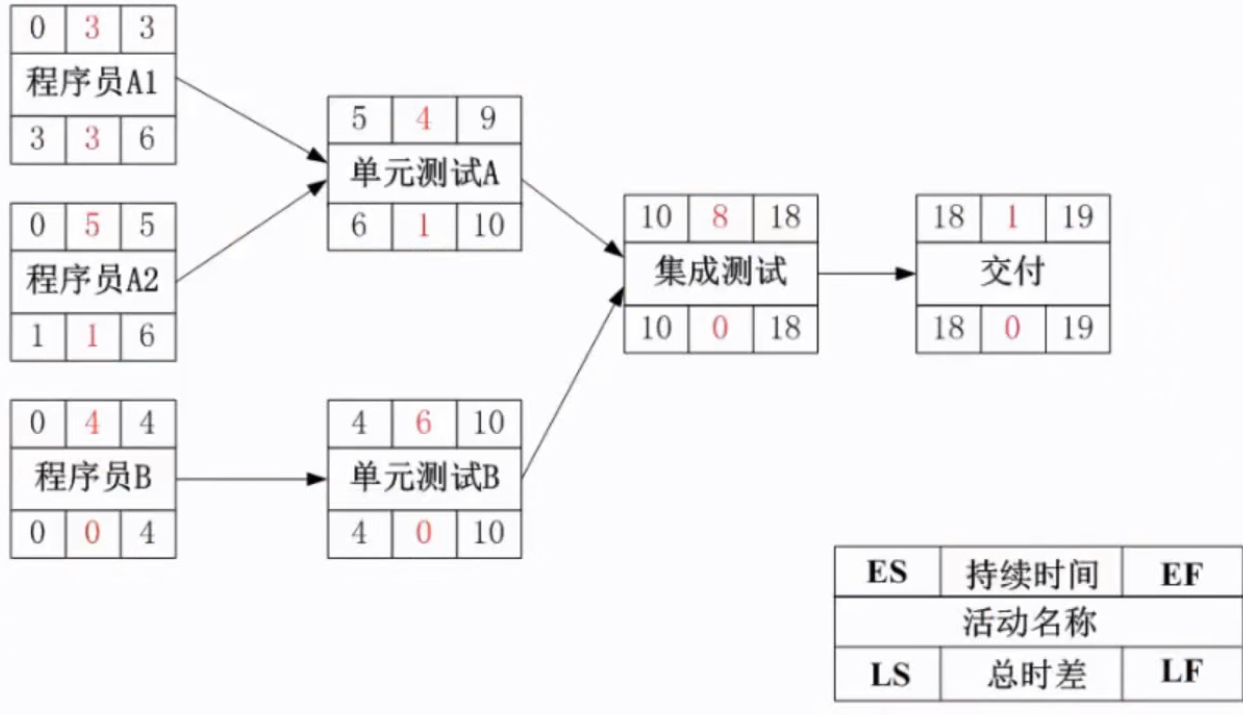 0 3 3
程序员A1
3 3 6
0 5 5
程序员A2
1 1 6
0 4 4
程序员B
0 0 4
5 4 9
单元测试A
6 1 10
4 6 10
单元测试B
4 0 10
10 8 18
集成测试
10 0 18
18 1 19
交付
18 0 19
ES 持续时间 EF
活动名称
LS 总时差 LF